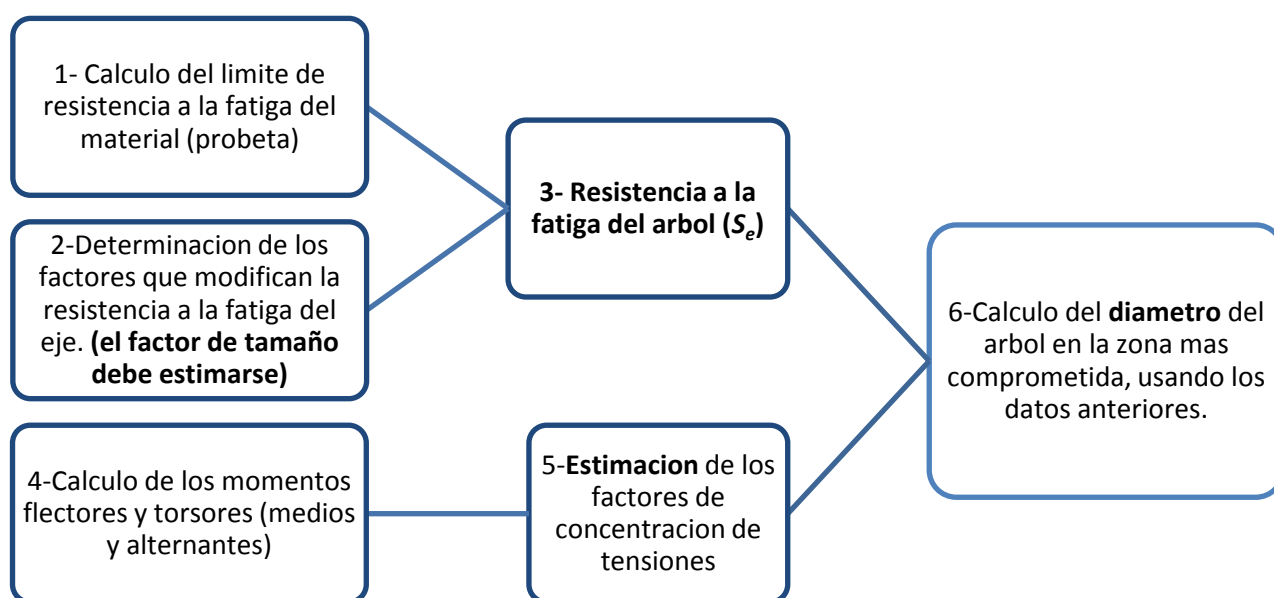 1- Calculo del limite de
resistencia a la fatiga del
material (probeta)
2-Determinacion de los
factores que modifican la
resistencia a la fatiga del
eje. (el factor de tamaño
debe estimarse)
3- Resistencia a la
fatiga del arbol (Se)
4-Calculo de los momentos
flectores y torsores (medios
y alternantes)
5-Estimacion de los
factores de
concentracion de
tensiones
6-Calculo del diametro del
arbol en la zona mas
comprometida, usando los
datos anteriores.